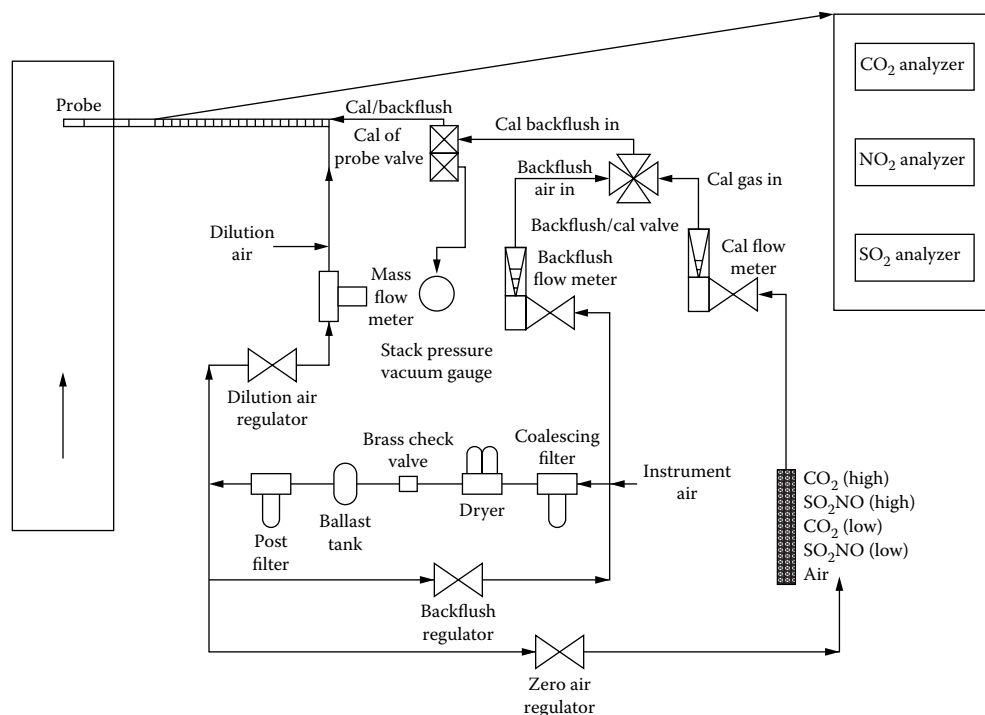 CO₂ analyzer
NO₂ analyzer
SO₂ analyzer
Probe
Cal/backflush
Cal of
probe valve
Cal backflush in
Backflush
air in
Cal gas in
Backflush/cal valve
Dilution
air
Mass
flow
meter
Backflush
flow meter
Cal flow
meter
Stack pressure
vacuum gauge
Dilution air
regulator
Brass check
valve
Coalescing
filter
Instrument
air
Dryer
Ballast
tank
Post
filter
CO₂ (high)
SO₂NO (high)
CO₂ (low)
SO₂NO (low)
Air
Backflush
regulator
Zero air
regulator